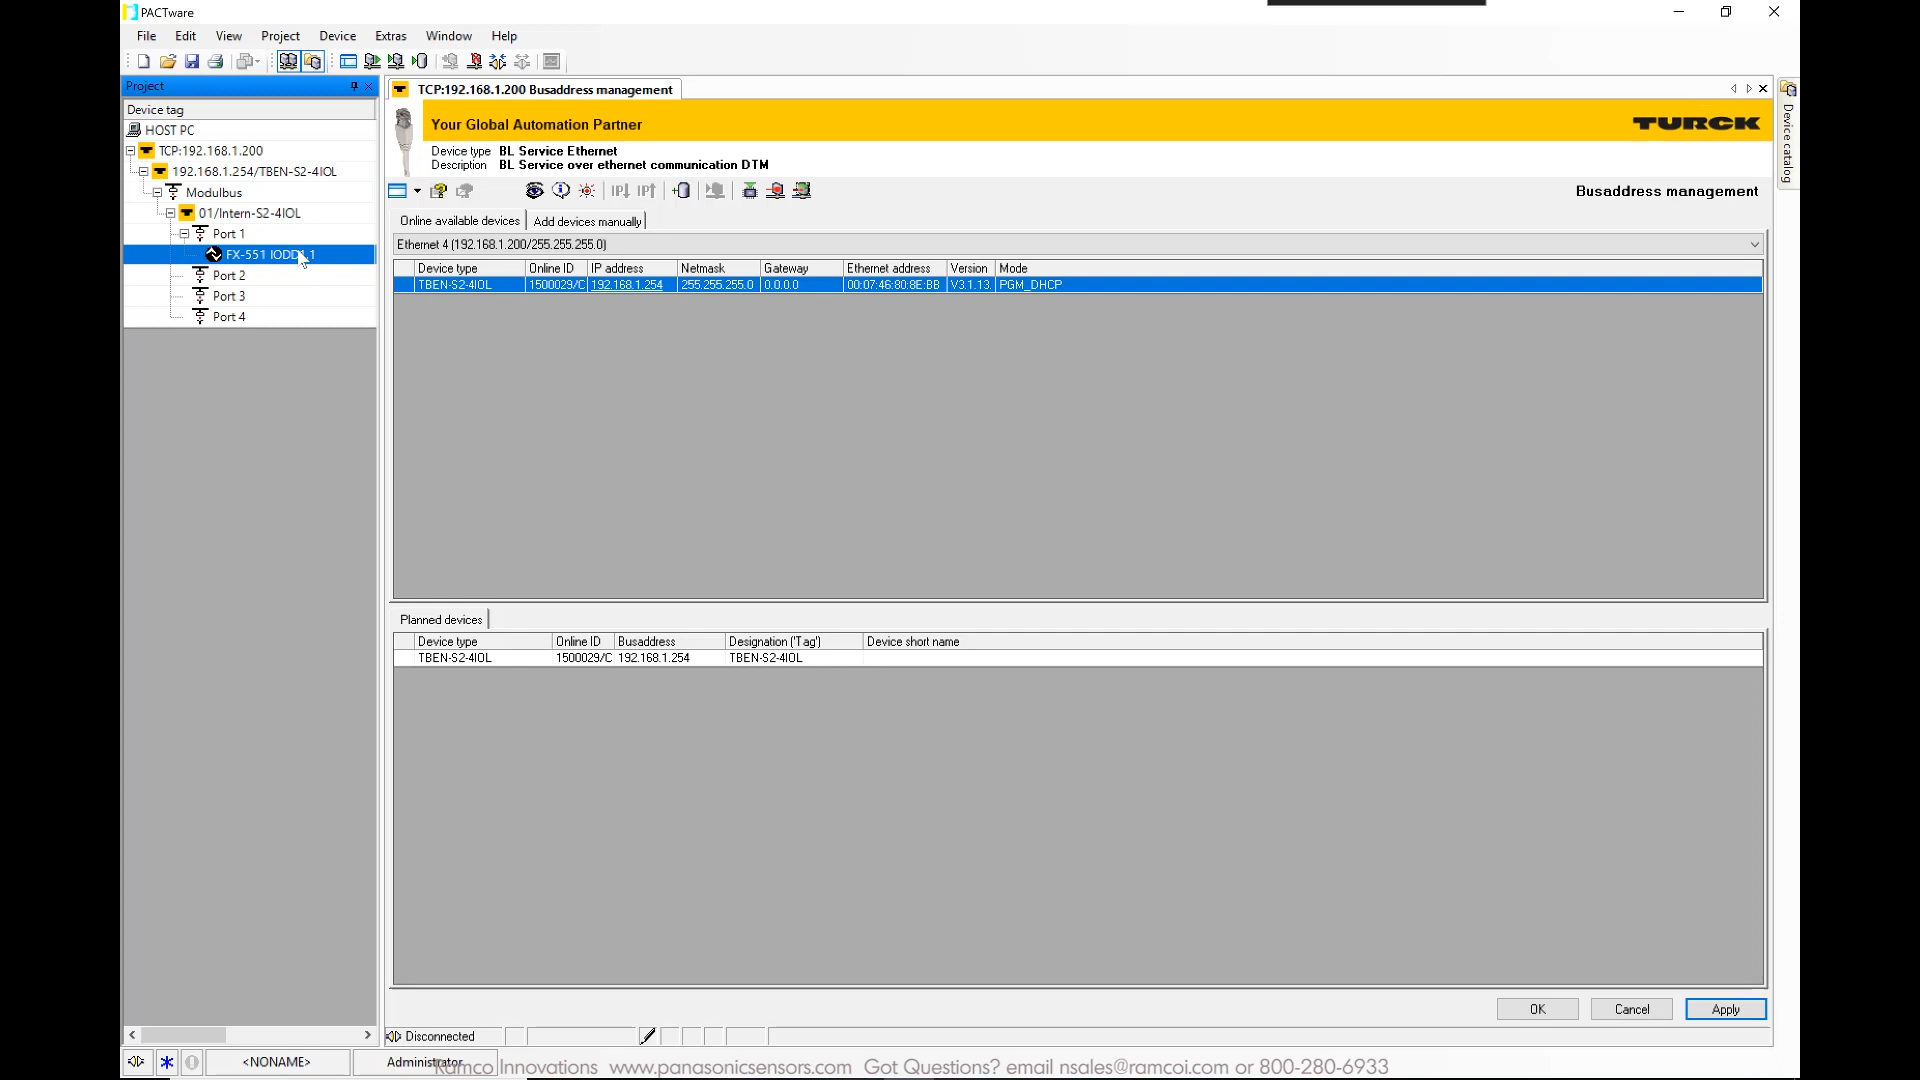 PACTware
File Edit View Project Device Extras Window Help
Project
Device tag
HOST PC
TCP:192.168.1.200
192.168.1.254/TBEN-S2-4IOL
Modulbus
01/Intern-S2-4IOL
Port 1
FX-551 IODD1.1
Port 2
Port 3
Port 4
TCP:192.168.1.200 Busaddress management
Your Global Automation Partner
TURCK
Device type BL Service Ethernet
Description BL Service over ethernet communication DTM
Busaddress management
Online available devices Add devices manually
Ethernet 4 (192.168.1.200/255.255.255.0)
Device type Online ID IP address Netmask Gateway Ethernet address Version Mode
TBEN-S2-4IOL 1500029/C 192.168.1.254 255.255.255.0 0.0.0.0 00:07:46:80:8E:BB V3.1.13. PGM_DHCP
Planned devices
Device type Online ID Busaddress Designation ('Tag') Device short name
TBEN-S2-4IOL 1500029/C 192.168.1.254 TBEN-S2-4IOL
OK Cancel Apply
Disconnected
<NONAME> Administrator
Ramco Innovations www.panasonicsensors.com Got Questions? email nsales@ramcoi.com or 800-280-6933
Device catalog